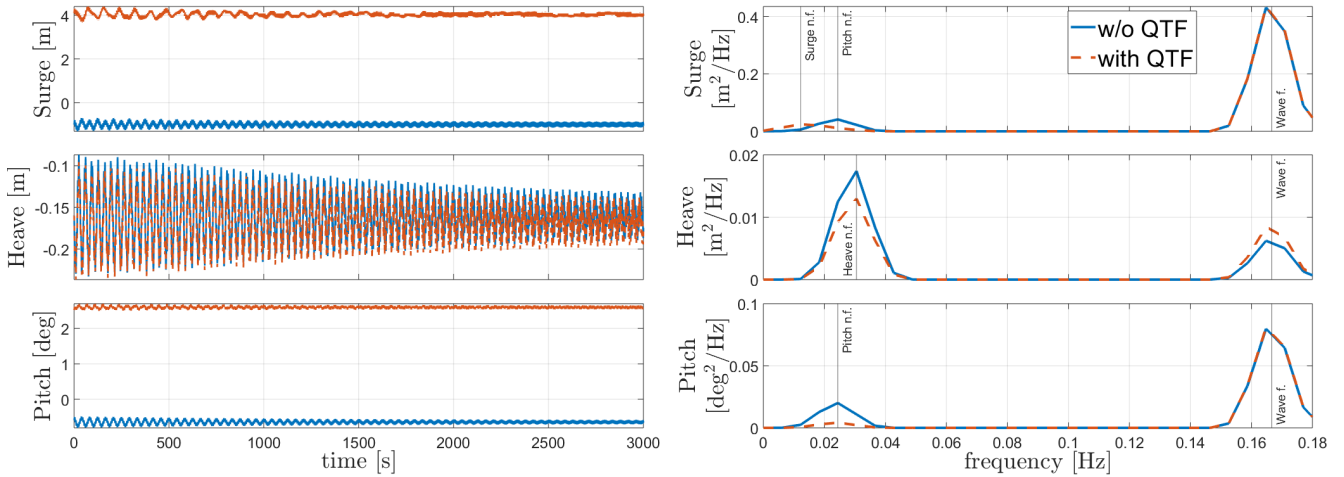 Surge [m]
4
2
0
Heave [m]
-0.1
-0.15
-0.2
Pitch [deg]
2
0
0
500
1000
1500
2000
2500
3000
time [s]
Surge
[m²/Hz]
0.4
0.2
0
Surge n.f.
Pitch n.f.
Wave f.
w/o QTF
with QTF
Heave
[m²/Hz]
0.02
0.01
0
Heave n.f.
Wave f.
Pitch
[deg²/Hz]
0.1
0.05
0
Pitch n.f.
Wave f.
0
0.02
0.04
0.06
0.08
0.1
0.12
0.14
0.16
0.18
frequency [Hz]